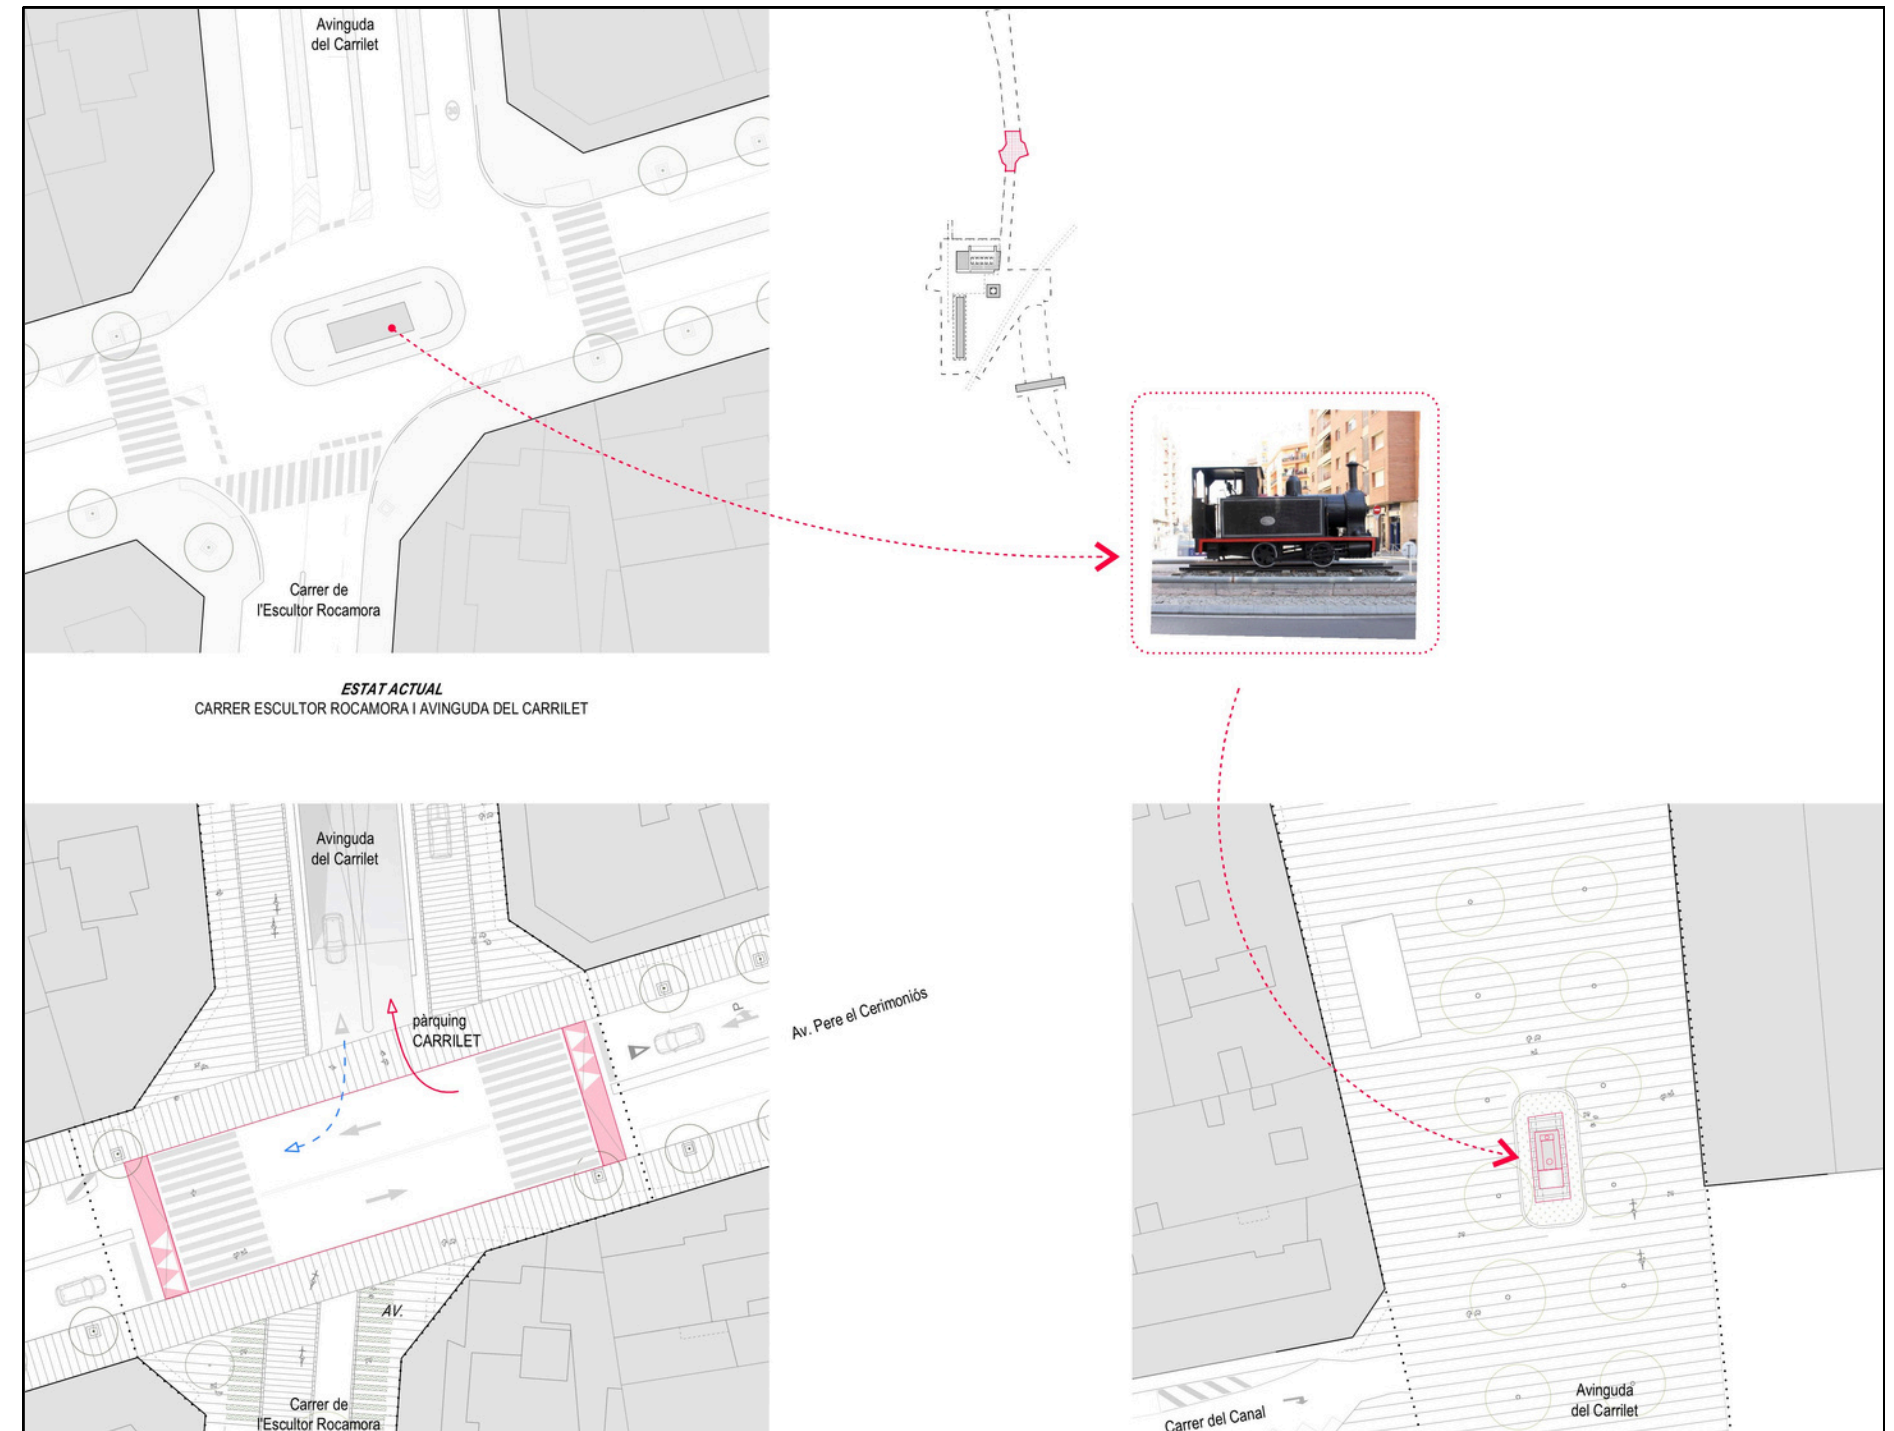 Avinguda
del Carrilet
30
Carrer de
l'Escultor Rocamora
ESTAT ACTUAL
CARRER ESCULTOR ROCAMORA I AVINGUDA DEL CARRILET
Avinguda
del Carrilet
pàrquing
CARRILET
P
Av. Pere el Cerimoniós
AV.
Carrer de
l'Escultor Rocamora
Carrer del Canal
Avinguda
del Carrilet